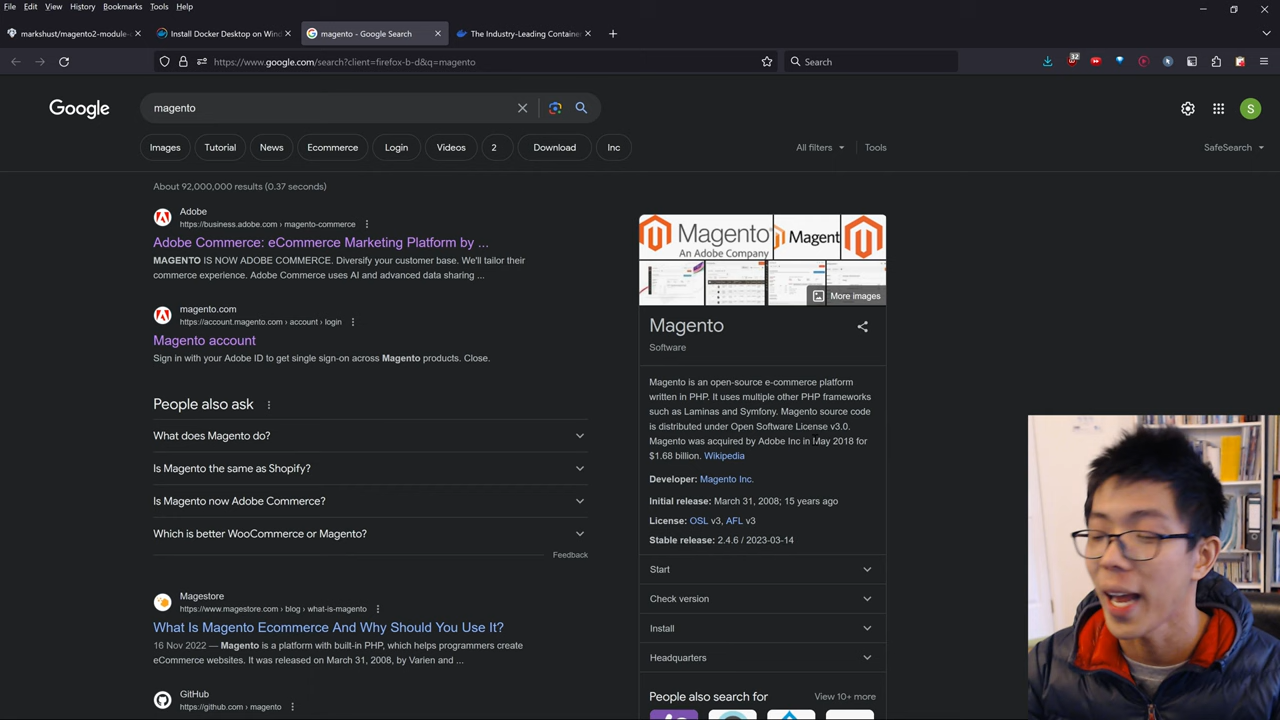 File Edit View History Bookmarks Tools Help
markshust/magento2-module-
Install Docker Desktop on Win
magento - Google Search
The Industry-Leading Container
https://www.google.com/search?client=firefox-b-d&q=magento
Search
32
Google
magento
S
Images
Tutorial
News
Ecommerce
Login
Videos
2
Download
Inc
All filters
Tools
SafeSearch
About 92,000,000 results (0.37 seconds)
Adobe
https://business.adobe.com › magento-commerce
Adobe Commerce: eCommerce Marketing Platform by ...
MAGENTO IS NOW ADOBE COMMERCE. Diversify your customer base. We'll tailor their
commerce experience. Adobe Commerce uses AI and advanced data sharing ...
magento.com
https://account.magento.com › account › login
Magento account
Sign in with your Adobe ID to get single sign-on across Magento products. Close.
People also ask
What does Magento do?
Is Magento the same as Shopify?
Is Magento now Adobe Commerce?
Which is better WooCommerce or Magento?
Feedback
Magestore
https://www.magestore.com › blog › what-is-magento
What Is Magento Ecommerce And Why Should You Use It?
16 Nov 2022 — Magento is a platform with built-in PHP, which helps programmers create
eCommerce websites. It was released on March 31, 2008, by Varien and ...
GitHub
https://github.com › magento
Magento
An Adobe Company
Magent
More images
Magento
Software
Magento is an open-source e-commerce platform
written in PHP. It uses multiple other PHP frameworks
such as Laminas and Symfony. Magento source code
is distributed under Open Software License v3.0.
Magento was acquired by Adobe Inc in May 2018 for
$1.68 billion. Wikipedia
Developer: Magento Inc.
Initial release: March 31, 2008; 15 years ago
License: OSL v3, AFL v3
Stable release: 2.4.6 / 2023-03-14
Start
Check version
Install
Headquarters
People also search for
View 10+ more